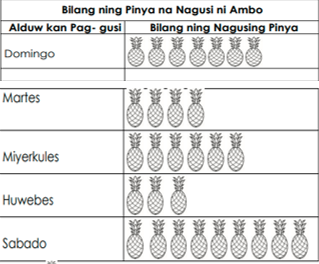 Bilang ning Pinya na Nagusi ni Ambo
Alduw kan Pag- gusi Bilang ning Nagusing Pinya
Domingo
Martes
Miyerkules
Huwebes
Sabado